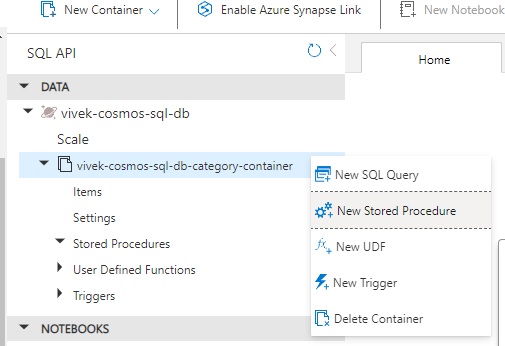 New Container
Enable Azure Synapse Link
New Notebook
SQL API
Home
DATA
vivek-cosmos-sql-db
Scale
vivek-cosmos-sql-db-category-container
Items
Settings
Stored Procedures
User Defined Functions
Triggers
NOTEBOOKS
New SQL Query
New Stored Procedure
New UDF
New Trigger
Delete Container